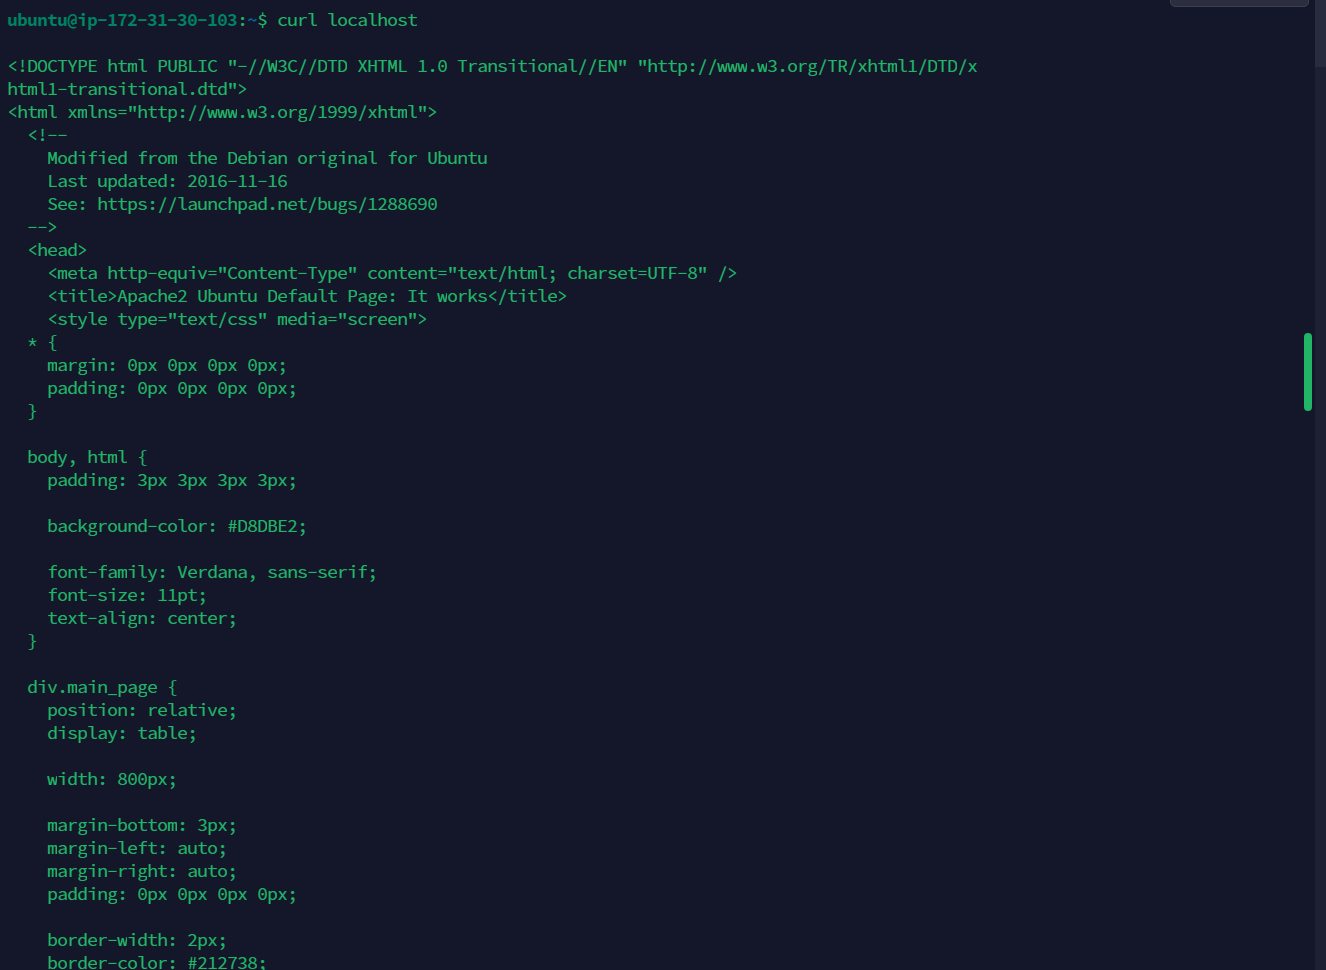 ubuntu@ip-172-31-30-103:~$ curl localhost
<!DOCTYPE html PUBLIC "-//W3C//DTD XHTML 1.0 Transitional//EN" "http://www.w3.org/TR/xhtml1/DTD/x
html1-transitional.dtd">
<html xmlns="http://www.w3.org/1999/xhtml">
  <!--
    Modified from the Debian original for Ubuntu
    Last updated: 2016-11-16
    See: https://launchpad.net/bugs/1288690
  -->
  <head>
    <meta http-equiv="Content-Type" content="text/html; charset=UTF-8" />
    <title>Apache2 Ubuntu Default Page: It works</title>
    <style type="text/css" media="screen">
  * {
    margin: 0px 0px 0px 0px;
    padding: 0px 0px 0px 0px;
  }
  body, html {
    padding: 3px 3px 3px 3px;
    background-color: #D8DBE2;
    font-family: Verdana, sans-serif;
    font-size: 11pt;
    text-align: center;
  }
  div.main_page {
    position: relative;
    display: table;
    width: 800px;
    margin-bottom: 3px;
    margin-left: auto;
    margin-right: auto;
    padding: 0px 0px 0px 0px;
    border-width: 2px;
    border-color: #212738;